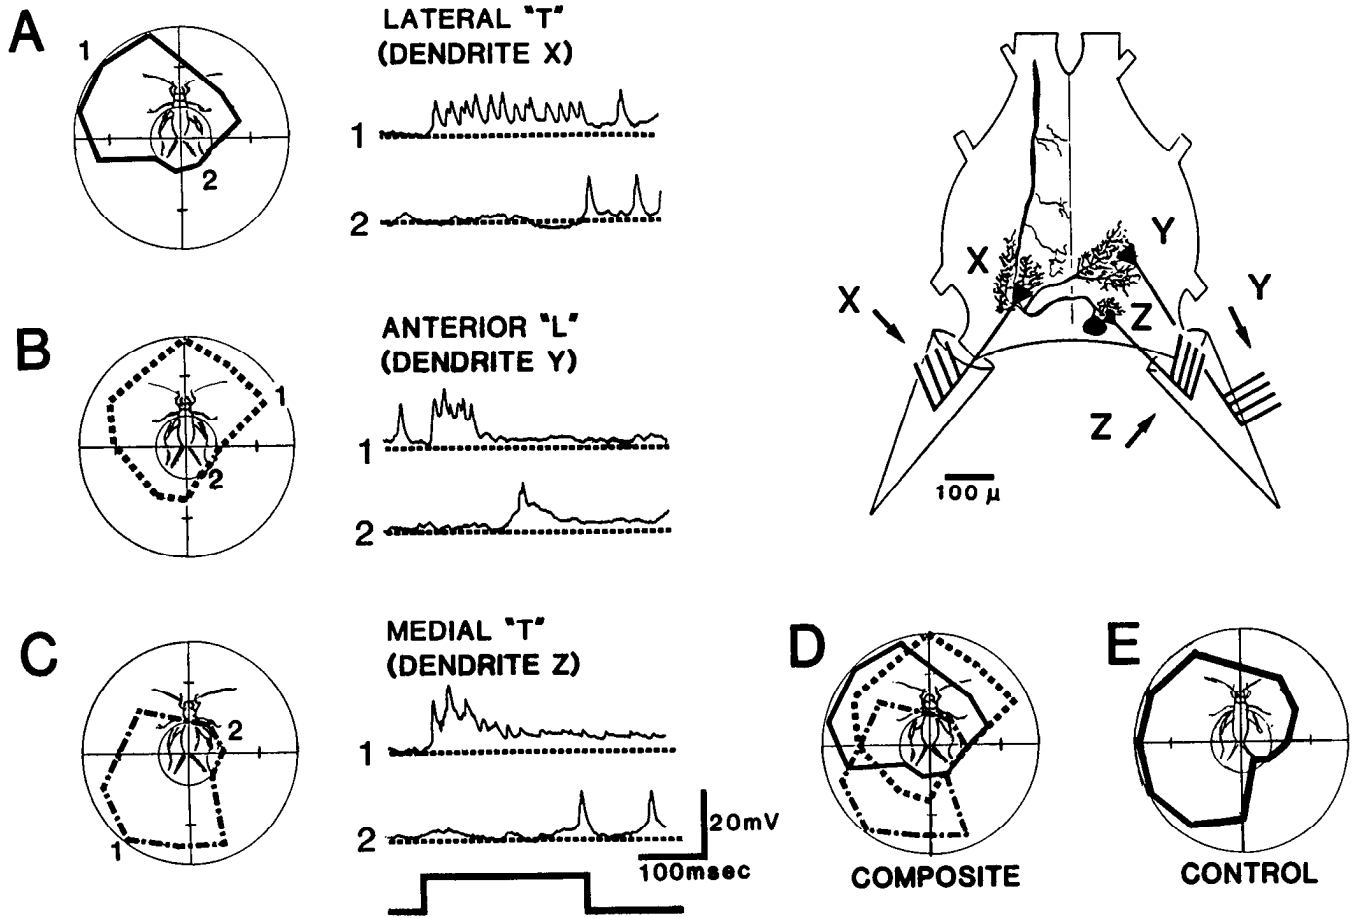 A
1
2
LATERAL "T"
(DENDRITE X)
1
2
X
Y
Z
X
Y
Z
100 μ
B
1
2
ANTERIOR "L"
(DENDRITE Y)
1
2
C
2
1
MEDIAL "T"
(DENDRITE Z)
1
2
20mV
100msec
D
COMPOSITE
E
CONTROL